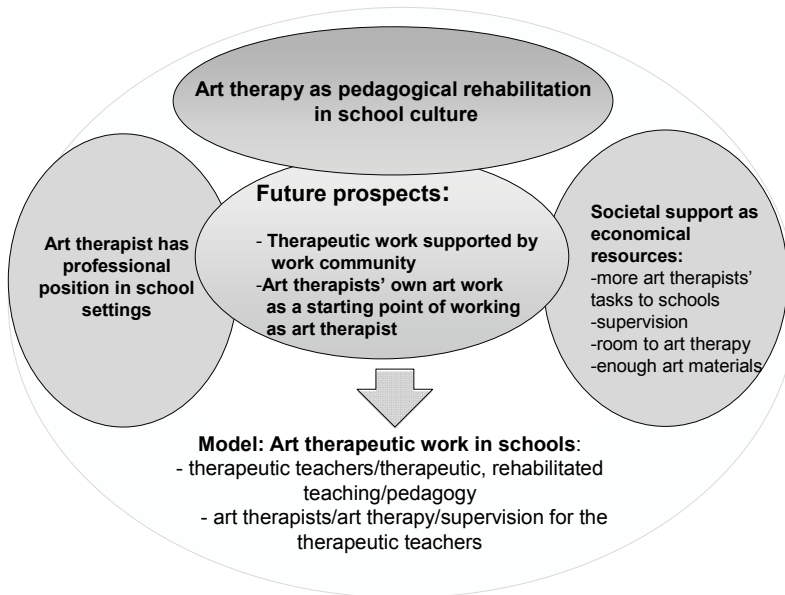 Art therapy as pedagogical rehabilitation
in school culture
Art therapist has
professional
position in school
settings
Future prospects:
- Therapeutic work supported by
work community
-Art therapists' own art work
as a starting point of working
as art therapist
Societal support as
economical
resources:
-more art therapists'
tasks to schools
-supervision
-room to art therapy
-enough art materials
Model: Art therapeutic work in schools:
- therapeutic teachers/therapeutic, rehabilitated
teaching/pedagogy
- art therapists/art therapy/supervision for the
therapeutic teachers